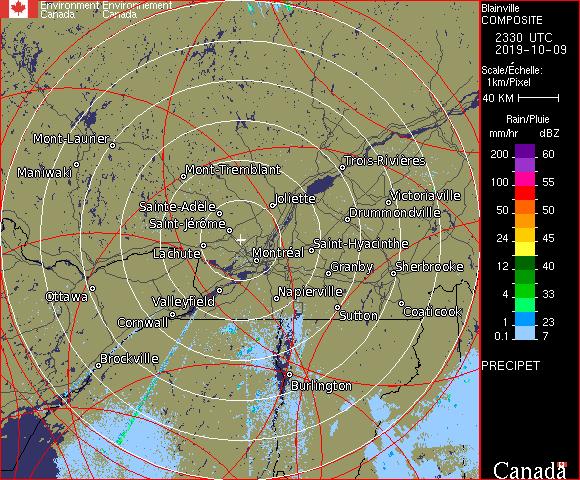 Environment Environnement
Canada Canada
Blainville
COMPOSITE
2330 UTC
2019-10-09
Scale/Échelle:
1km/Pixel
40 KM
Rain/Pluie
mm/hr dBZ
200 60
100 55
50 50
24 45
12 40
4 33
1 23
0.1 7
PRECIPET
Canada
Mont-Laurier
Maniwaki
Mont-Tremblant
Trois-Rivières
Joliette
Victoriaville
Sainte-Adèle
Drummondville
Saint-Jérôme
Saint-Hyacinthe
Lachute
Montréal
Granby
Sherbrooke
Ottawa
Valleyfield
Napierville
Cornwall
Sutton
Coaticook
Brockville
Burlington